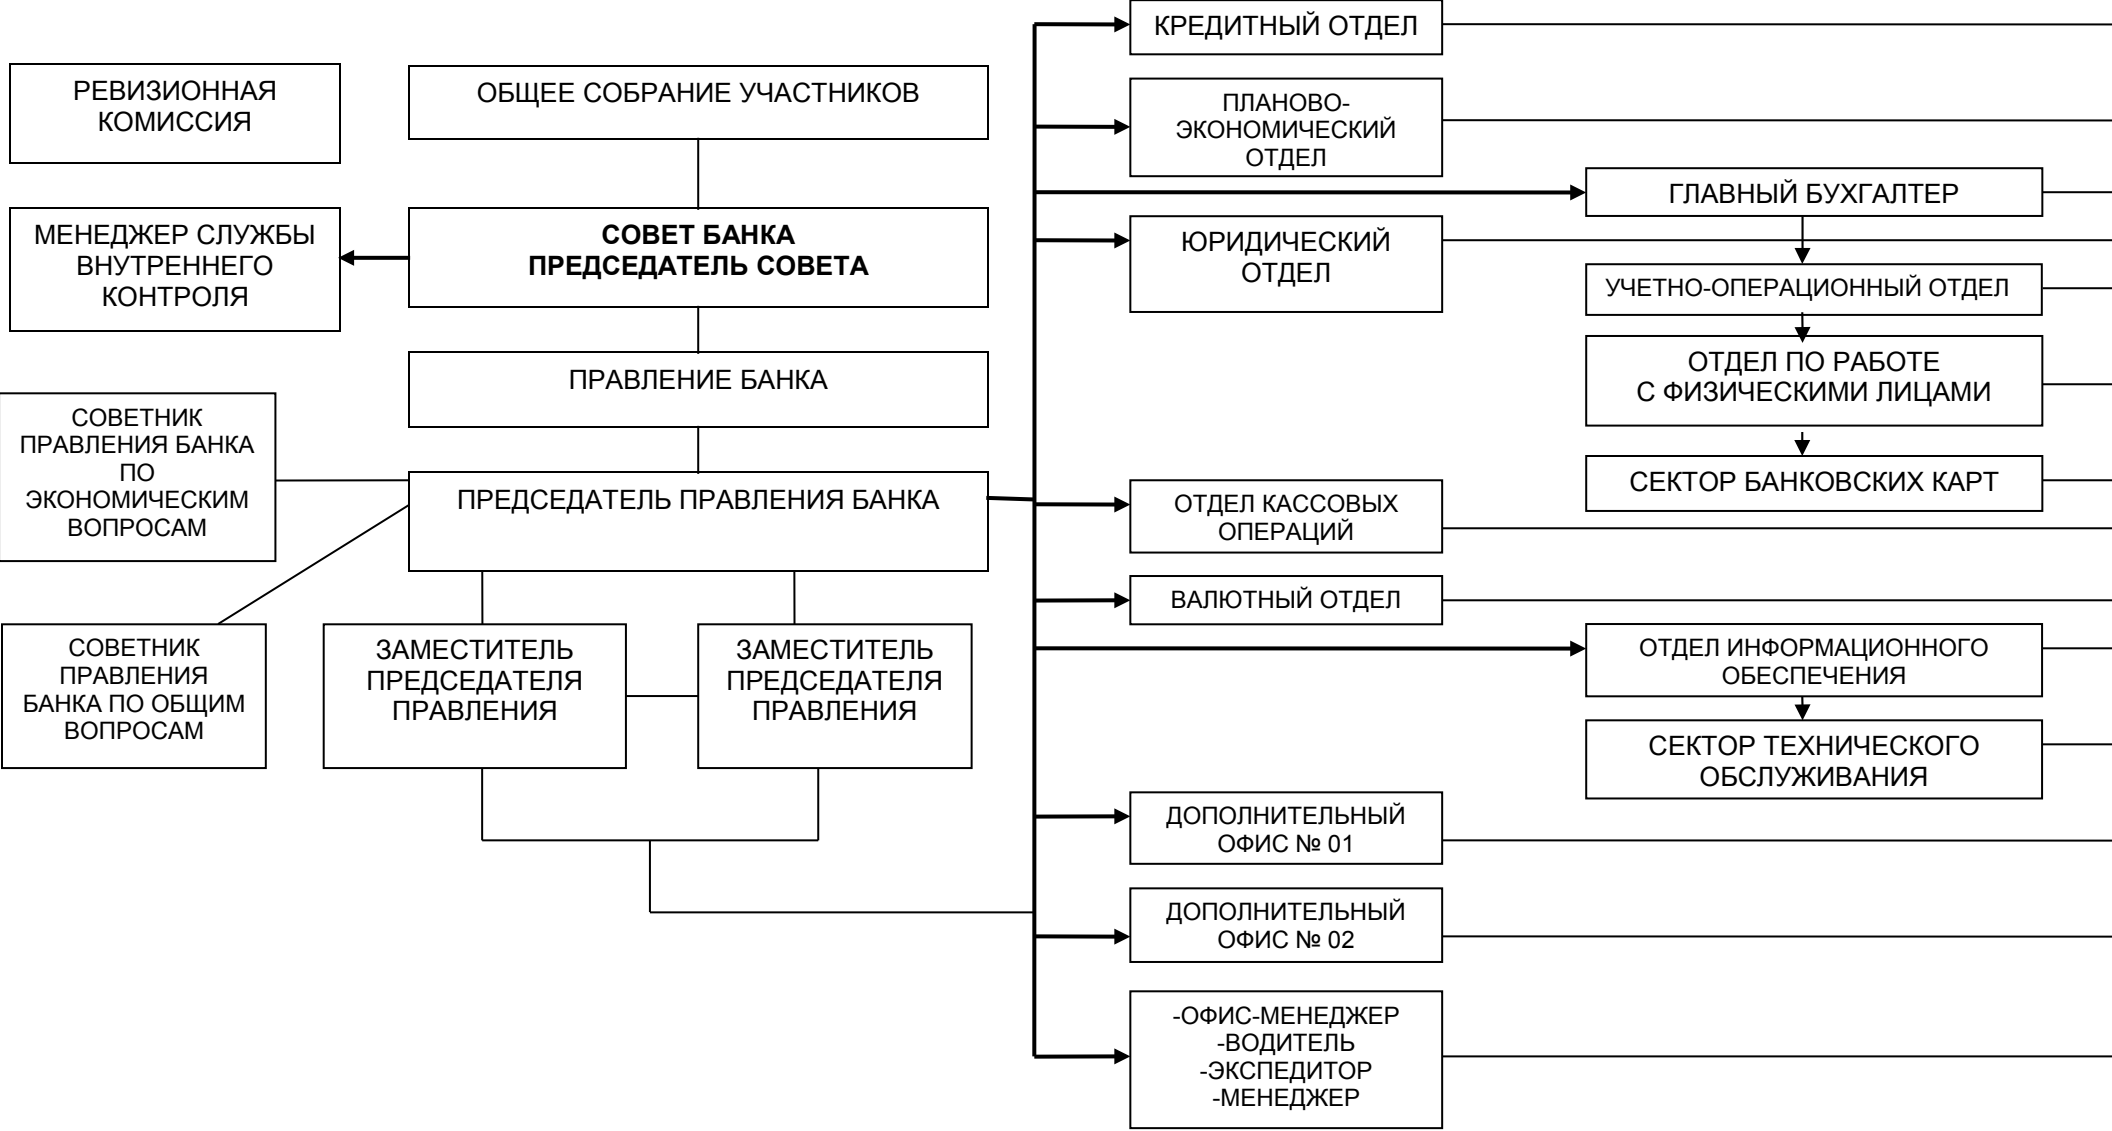 РЕВИЗИОННАЯ
КОМИССИЯ
ОБЩЕЕ СОБРАНИЕ УЧАСТНИКОВ
МЕНЕДЖЕР СЛУЖБЫ
ВНУТРЕННЕГО
КОНТРОЛЯ
СОВЕТ БАНКА
ПРЕДСЕДАТЕЛЬ СОВЕТА
ПРАВЛЕНИЕ БАНКА
СОВЕТНИК
ПРАВЛЕНИЯ БАНКА
ПО
ЭКОНОМИЧЕСКИМ
ВОПРОСАМ
ПРЕДСЕДАТЕЛЬ ПРАВЛЕНИЯ БАНКА
СОВЕТНИК
ПРАВЛЕНИЯ
БАНКА ПО ОБЩИМ
ВОПРОСАМ
ЗАМЕСТИТЕЛЬ
ПРЕДСЕДАТЕЛЯ
ПРАВЛЕНИЯ
ЗАМЕСТИТЕЛЬ
ПРЕДСЕДАТЕЛЯ
ПРАВЛЕНИЯ
КРЕДИТНЫЙ ОТДЕЛ
ПЛАНОВО-
ЭКОНОМИЧЕСКИЙ
ОТДЕЛ
ГЛАВНЫЙ БУХГАЛТЕР
ЮРИДИЧЕСКИЙ
ОТДЕЛ
УЧЕТНО-ОПЕРАЦИОННЫЙ ОТДЕЛ
ОТДЕЛ ПО РАБОТЕ
С ФИЗИЧЕСКИМИ ЛИЦАМИ
СЕКТОР БАНКОВСКИХ КАРТ
ОТДЕЛ КАССОВЫХ
ОПЕРАЦИЙ
ВАЛЮТНЫЙ ОТДЕЛ
ОТДЕЛ ИНФОРМАЦИОННОГО
ОБЕСПЕЧЕНИЯ
СЕКТОР ТЕХНИЧЕСКОГО
ОБСЛУЖИВАНИЯ
ДОПОЛНИТЕЛЬНЫЙ
ОФИС № 01
ДОПОЛНИТЕЛЬНЫЙ
ОФИС № 02
-ОФИС-МЕНЕДЖЕР
-ВОДИТЕЛЬ
-ЭКСПЕДИТОР
-МЕНЕДЖЕР